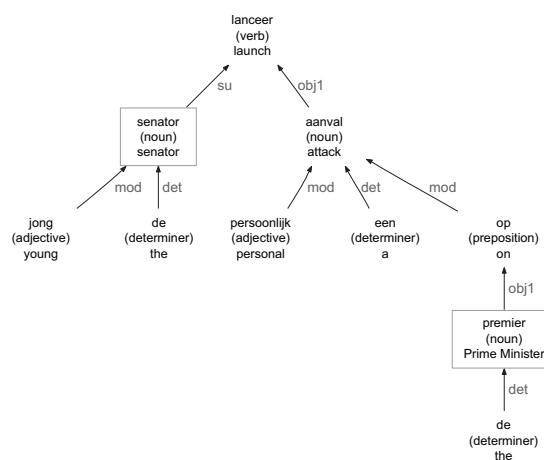 lanceer
(verb)
launch
su
obj1
senator
(noun)
senator
aanval
(noun)
attack
mod
det
mod
det
mod
jong
(adjective)
young
de
(determiner)
the
persoonlijk
(adjective)
personal
een
(determiner)
a
op
(preposition)
on
obj1
premier
(noun)
Prime Minister
det
de
(determiner)
the